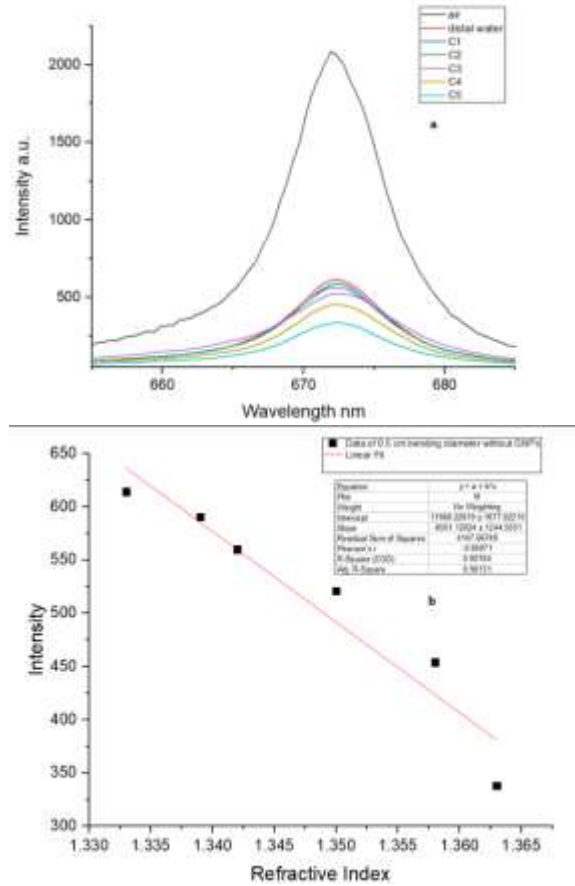 air
distal water
C1
C2
C3
C4
C5
a
2000
1500
1000
500
Intensity a.u.
660
670
680
Wavelength nm
Data of 0.5 cm bending diameter without GNPs
Linear Fit
Equation
y = a + b*x
Plot
Weight
No Weighting
Intercept
Slope
Residual Sum of Squares
Pearson's r
R-Square (COD)
Adj. R-Square
b
650
600
550
500
450
400
350
300
Intensity
1.330
1.335
1.340
1.345
1.350
1.355
1.360
1.365
Refractive Index